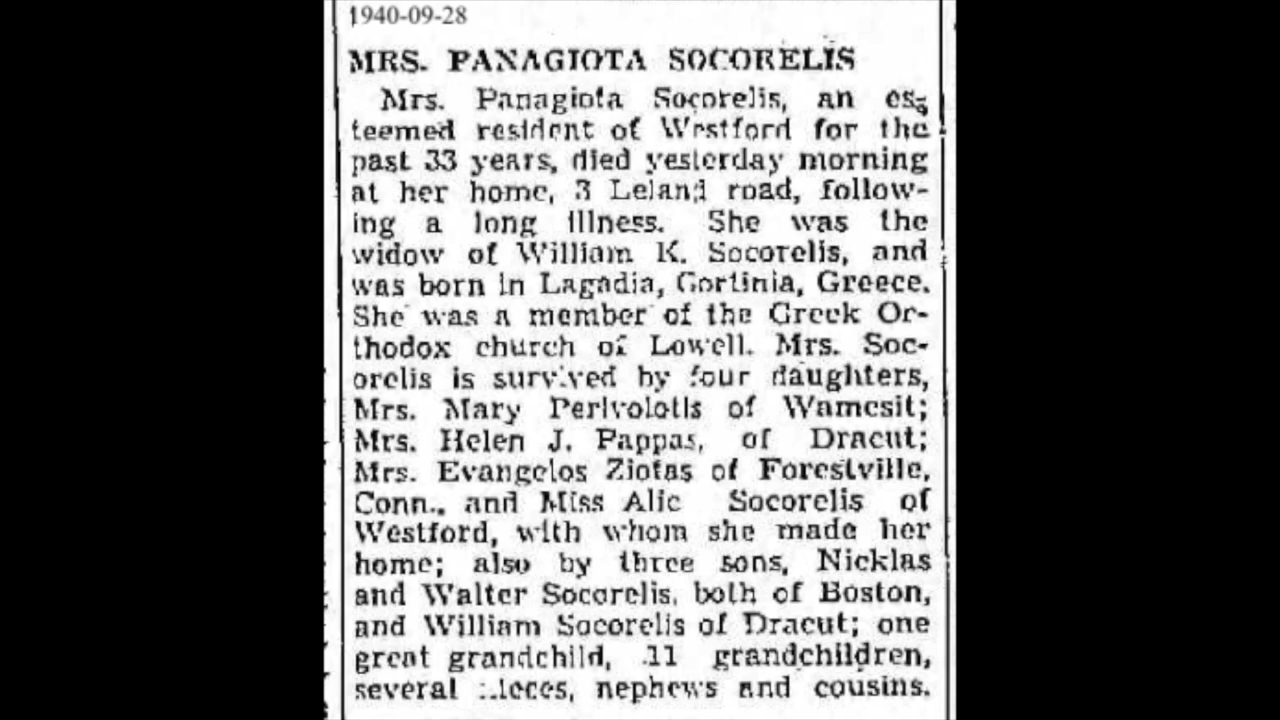 1940-09-28
MRS. PANAGIOTA SOCORELIS
Mrs. Panagiota Socorelis, an es-
teemed resident of Westford for the
past 33 years, died yesterday morning
at her home, 3 Leland road, follow-
ing a long illness. She was the
widow of William K. Socorelis, and
was born in Lagadia, Gortinia, Greece.
She was a member of the Greek Or-
thodox church of Lowell. Mrs. Soc-
orelis is survived by four daughters,
Mrs. Mary Perivolotis of Wamesit;
Mrs. Helen J. Pappas, of Dracut;
Mrs. Evangelos Ziotas of Forestville,
Conn., and Miss Alic Socorelis of
Westford, with whom she made her
home; also by three sons, Nicklas
and Walter Socorelis, both of Boston,
and William Socorelis of Dracut; one
great grandchild, 11 grandchildren,
several nieces, nephews and cousins.